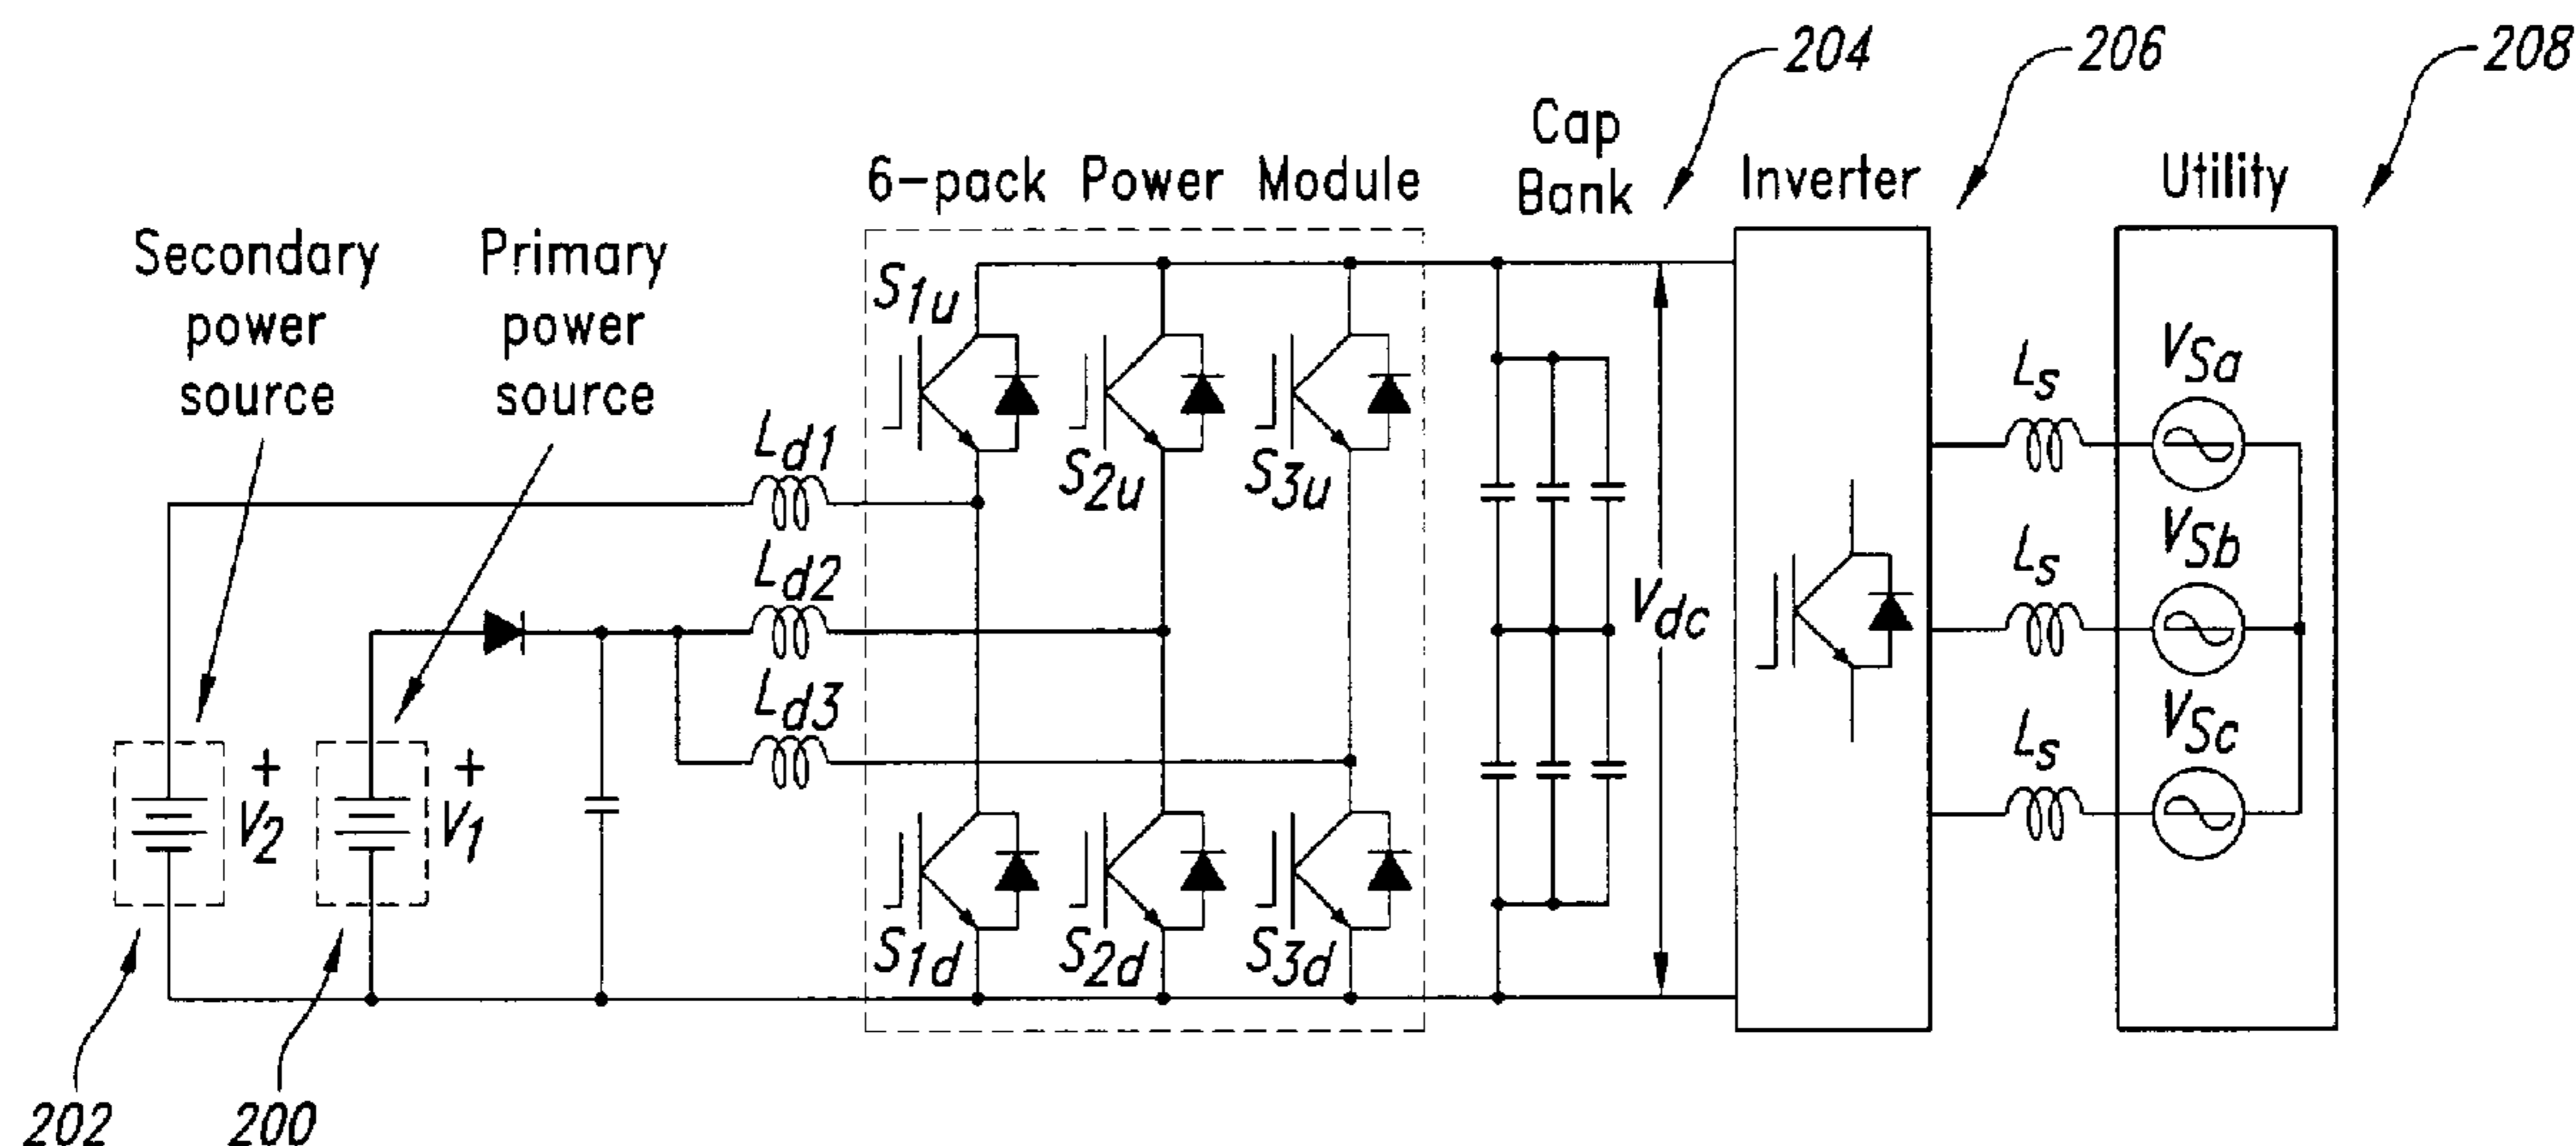 204
206
208
Cap
Bank
6-pack Power Module
Inverter
Utility
Secondary
power
source
Primary
power
source
S1u
S2u
S3u
Ld1
Ld2
Ld3
Vdc
Ls
Ls
Ls
VSa
VSb
VSc
+
V2
+
V1
S1d
S2d
S3d
202
200